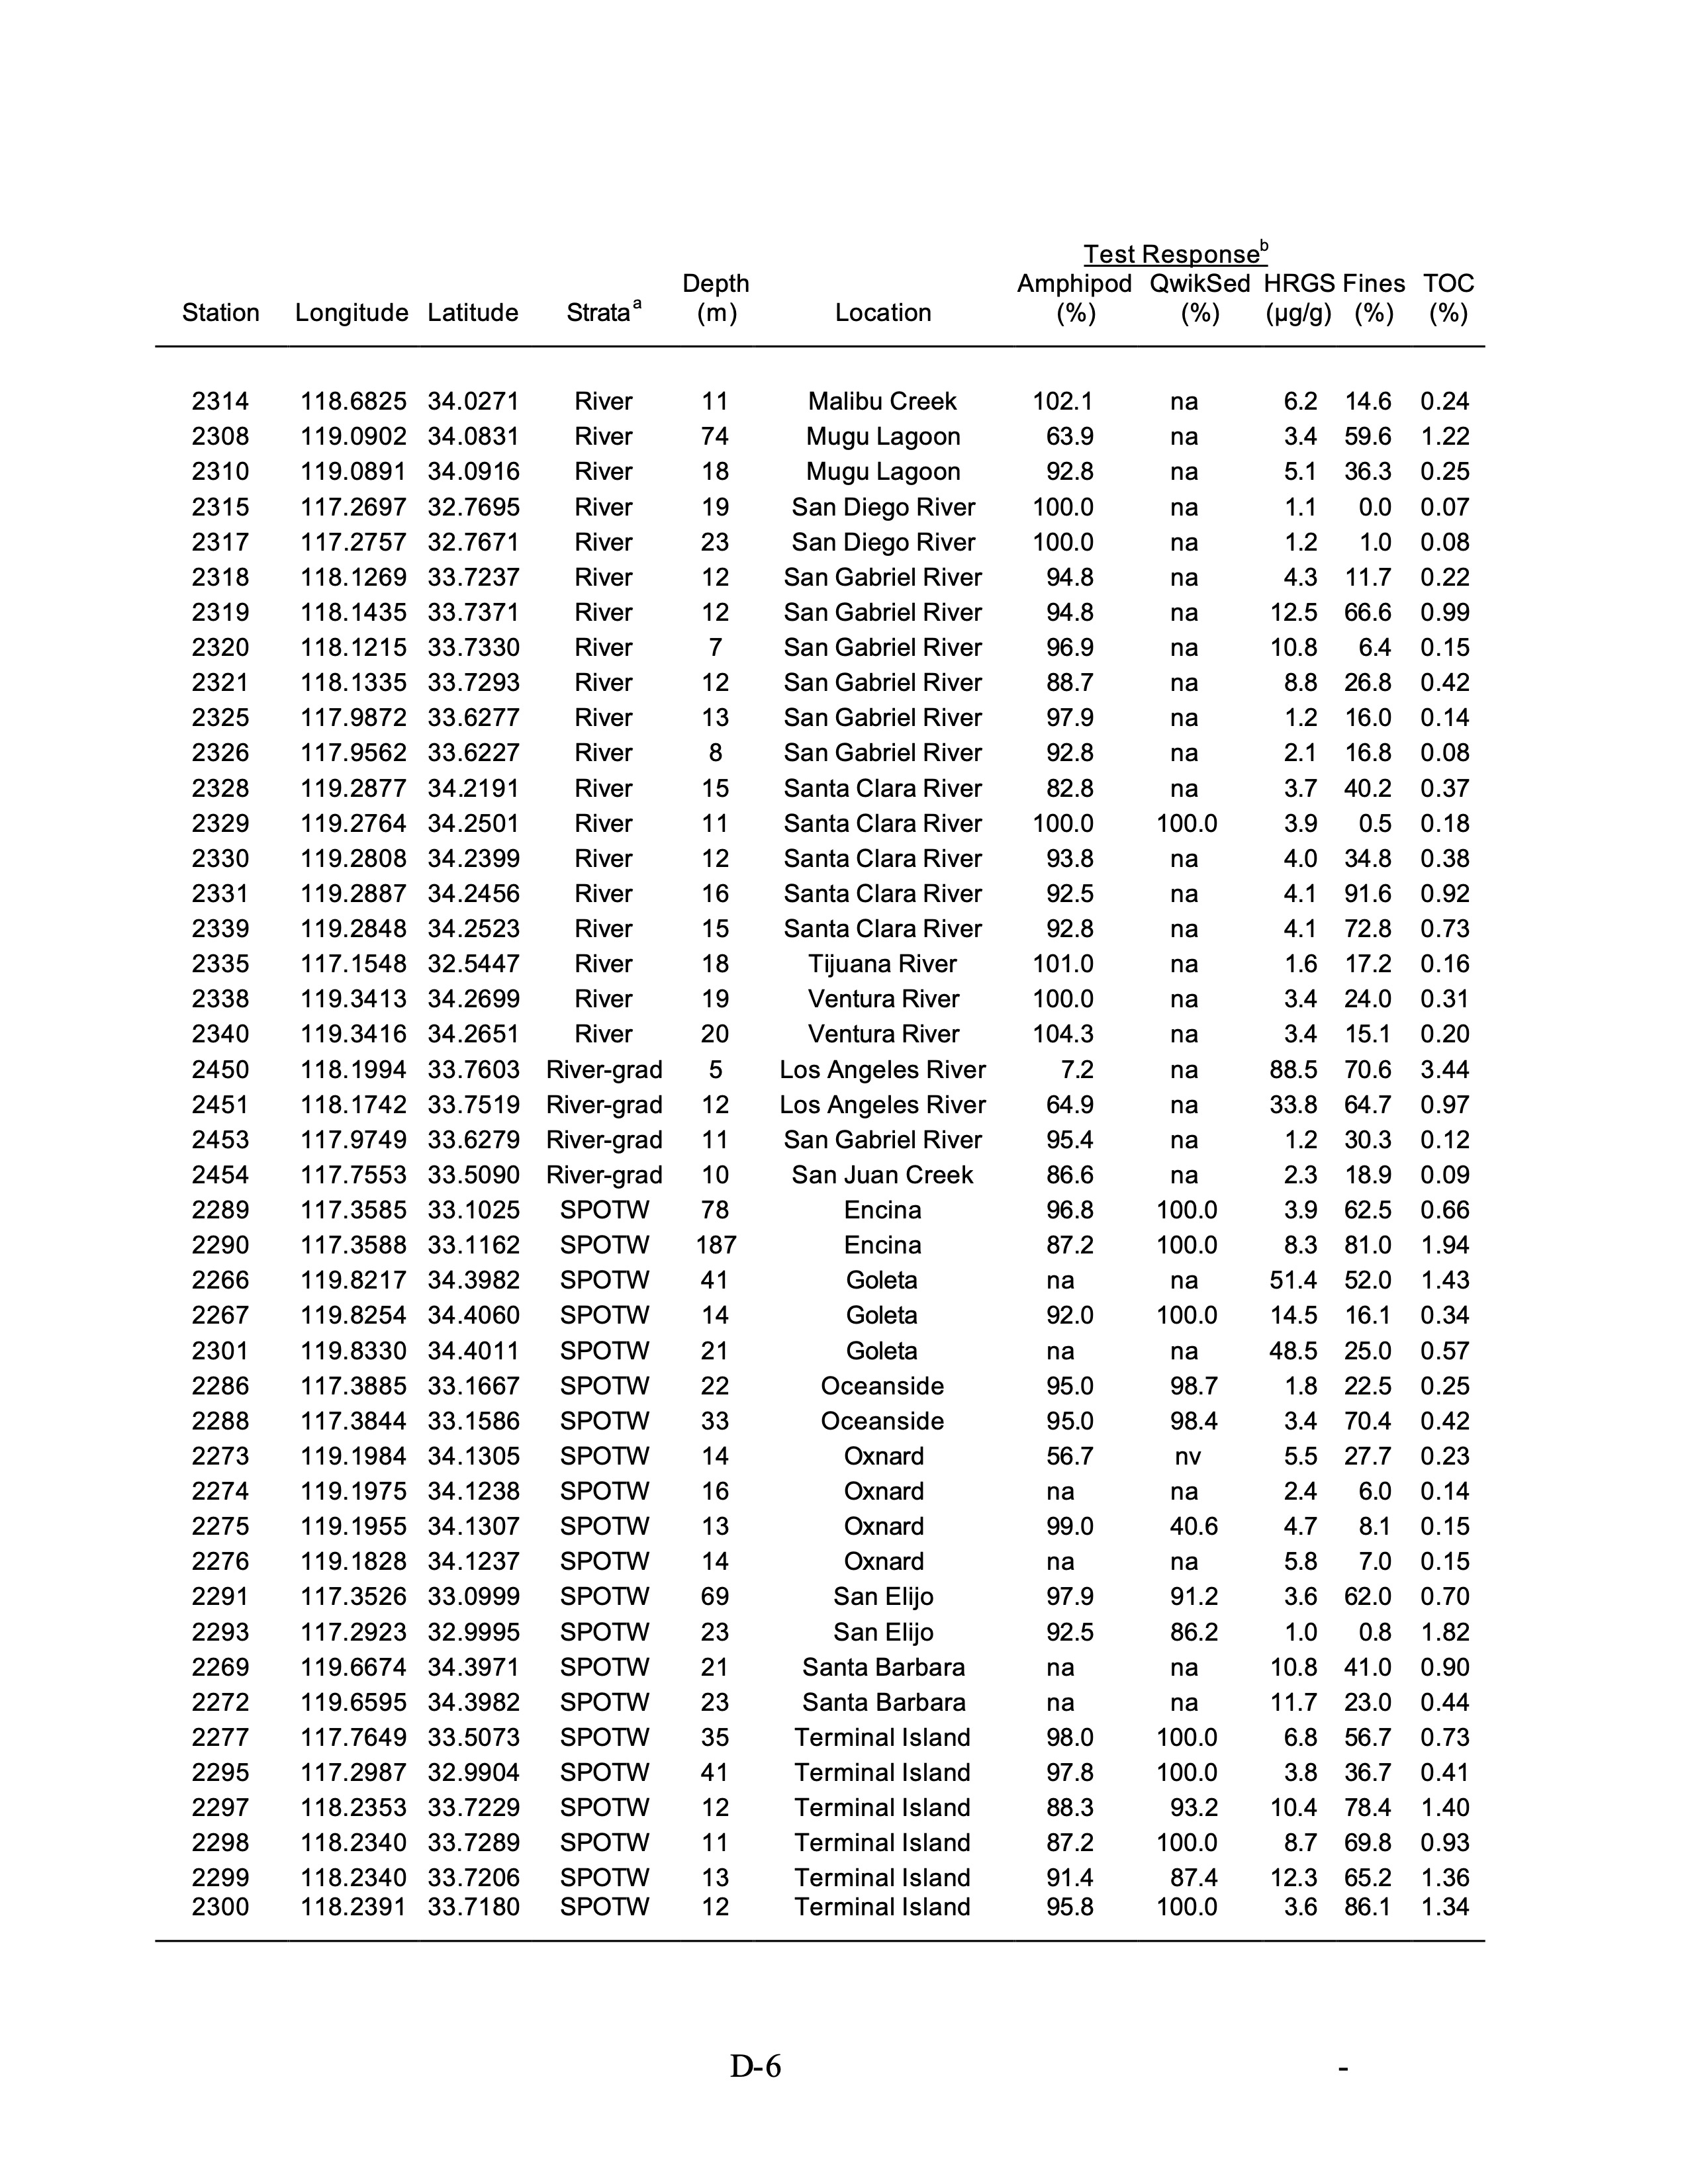 Test Responseᵇ
Depth Amphipod QwikSed HRGS Fines TOC
Station Longitude Latitude Strataᵃ (m) Location (%) (%) (µg/g) (%) (%)
2314 118.6825 34.0271 River 11 Malibu Creek 102.1 na 6.2 14.6 0.24
2308 119.0902 34.0831 River 74 Mugu Lagoon 63.9 na 3.4 59.6 1.22
2310 119.0891 34.0916 River 18 Mugu Lagoon 92.8 na 5.1 36.3 0.25
2315 117.2697 32.7695 River 19 San Diego River 100.0 na 1.1 0.0 0.07
2317 117.2757 32.7671 River 23 San Diego River 100.0 na 1.2 1.0 0.08
2318 118.1269 33.7237 River 12 San Gabriel River 94.8 na 4.3 11.7 0.22
2319 118.1435 33.7371 River 12 San Gabriel River 94.8 na 12.5 66.6 0.99
2320 118.1215 33.7330 River 7 San Gabriel River 96.9 na 10.8 6.4 0.15
2321 118.1335 33.7293 River 12 San Gabriel River 88.7 na 8.8 26.8 0.42
2325 117.9872 33.6277 River 13 San Gabriel River 97.9 na 1.2 16.0 0.14
2326 117.9562 33.6227 River 8 San Gabriel River 92.8 na 2.1 16.8 0.08
2328 119.2877 34.2191 River 15 Santa Clara River 82.8 na 3.7 40.2 0.37
2329 119.2764 34.2501 River 11 Santa Clara River 100.0 100.0 3.9 0.5 0.18
2330 119.2808 34.2399 River 12 Santa Clara River 93.8 na 4.0 34.8 0.38
2331 119.2887 34.2456 River 16 Santa Clara River 92.5 na 4.1 91.6 0.92
2339 119.2848 34.2523 River 15 Santa Clara River 92.8 na 4.1 72.8 0.73
2335 117.1548 32.5447 River 18 Tijuana River 101.0 na 1.6 17.2 0.16
2338 119.3413 34.2699 River 19 Ventura River 100.0 na 3.4 24.0 0.31
2340 119.3416 34.2651 River 20 Ventura River 104.3 na 3.4 15.1 0.20
2450 118.1994 33.7603 River-grad 5 Los Angeles River 7.2 na 88.5 70.6 3.44
2451 118.1742 33.7519 River-grad 12 Los Angeles River 64.9 na 33.8 64.7 0.97
2453 117.9749 33.6279 River-grad 11 San Gabriel River 95.4 na 1.2 30.3 0.12
2454 117.7553 33.5090 River-grad 10 San Juan Creek 86.6 na 2.3 18.9 0.09
2289 117.3585 33.1025 SPOTW 78 Encina 96.8 100.0 3.9 62.5 0.66
2290 117.3588 33.1162 SPOTW 187 Encina 87.2 100.0 8.3 81.0 1.94
2266 119.8217 34.3982 SPOTW 41 Goleta na na 51.4 52.0 1.43
2267 119.8254 34.4060 SPOTW 14 Goleta 92.0 100.0 14.5 16.1 0.34
2301 119.8330 34.4011 SPOTW 21 Goleta na na 48.5 25.0 0.57
2286 117.3885 33.1667 SPOTW 22 Oceanside 95.0 98.7 1.8 22.5 0.25
2288 117.3844 33.1586 SPOTW 33 Oceanside 95.0 98.4 3.4 70.4 0.42
2273 119.1984 34.1305 SPOTW 14 Oxnard 56.7 nv 5.5 27.7 0.23
2274 119.1975 34.1238 SPOTW 16 Oxnard na na 2.4 6.0 0.14
2275 119.1955 34.1307 SPOTW 13 Oxnard 99.0 40.6 4.7 8.1 0.15
2276 119.1828 34.1237 SPOTW 14 Oxnard na na 5.8 7.0 0.15
2291 117.3526 33.0999 SPOTW 69 San Elijo 97.9 91.2 3.6 62.0 0.70
2293 117.2923 32.9995 SPOTW 23 San Elijo 92.5 86.2 1.0 0.8 1.82
2269 119.6674 34.3971 SPOTW 21 Santa Barbara na na 10.8 41.0 0.90
2272 119.6595 34.3982 SPOTW 23 Santa Barbara na na 11.7 23.0 0.44
2277 117.7649 33.5073 SPOTW 35 Terminal Island 98.0 100.0 6.8 56.7 0.73
2295 117.2987 32.9904 SPOTW 41 Terminal Island 97.8 100.0 3.8 36.7 0.41
2297 118.2353 33.7229 SPOTW 12 Terminal Island 88.3 93.2 10.4 78.4 1.40
2298 118.2340 33.7289 SPOTW 11 Terminal Island 87.2 100.0 8.7 69.8 0.93
2299 118.2340 33.7206 SPOTW 13 Terminal Island 91.4 87.4 12.3 65.2 1.36
2300 118.2391 33.7180 SPOTW 12 Terminal Island 95.8 100.0 3.6 86.1 1.34
D-6 -